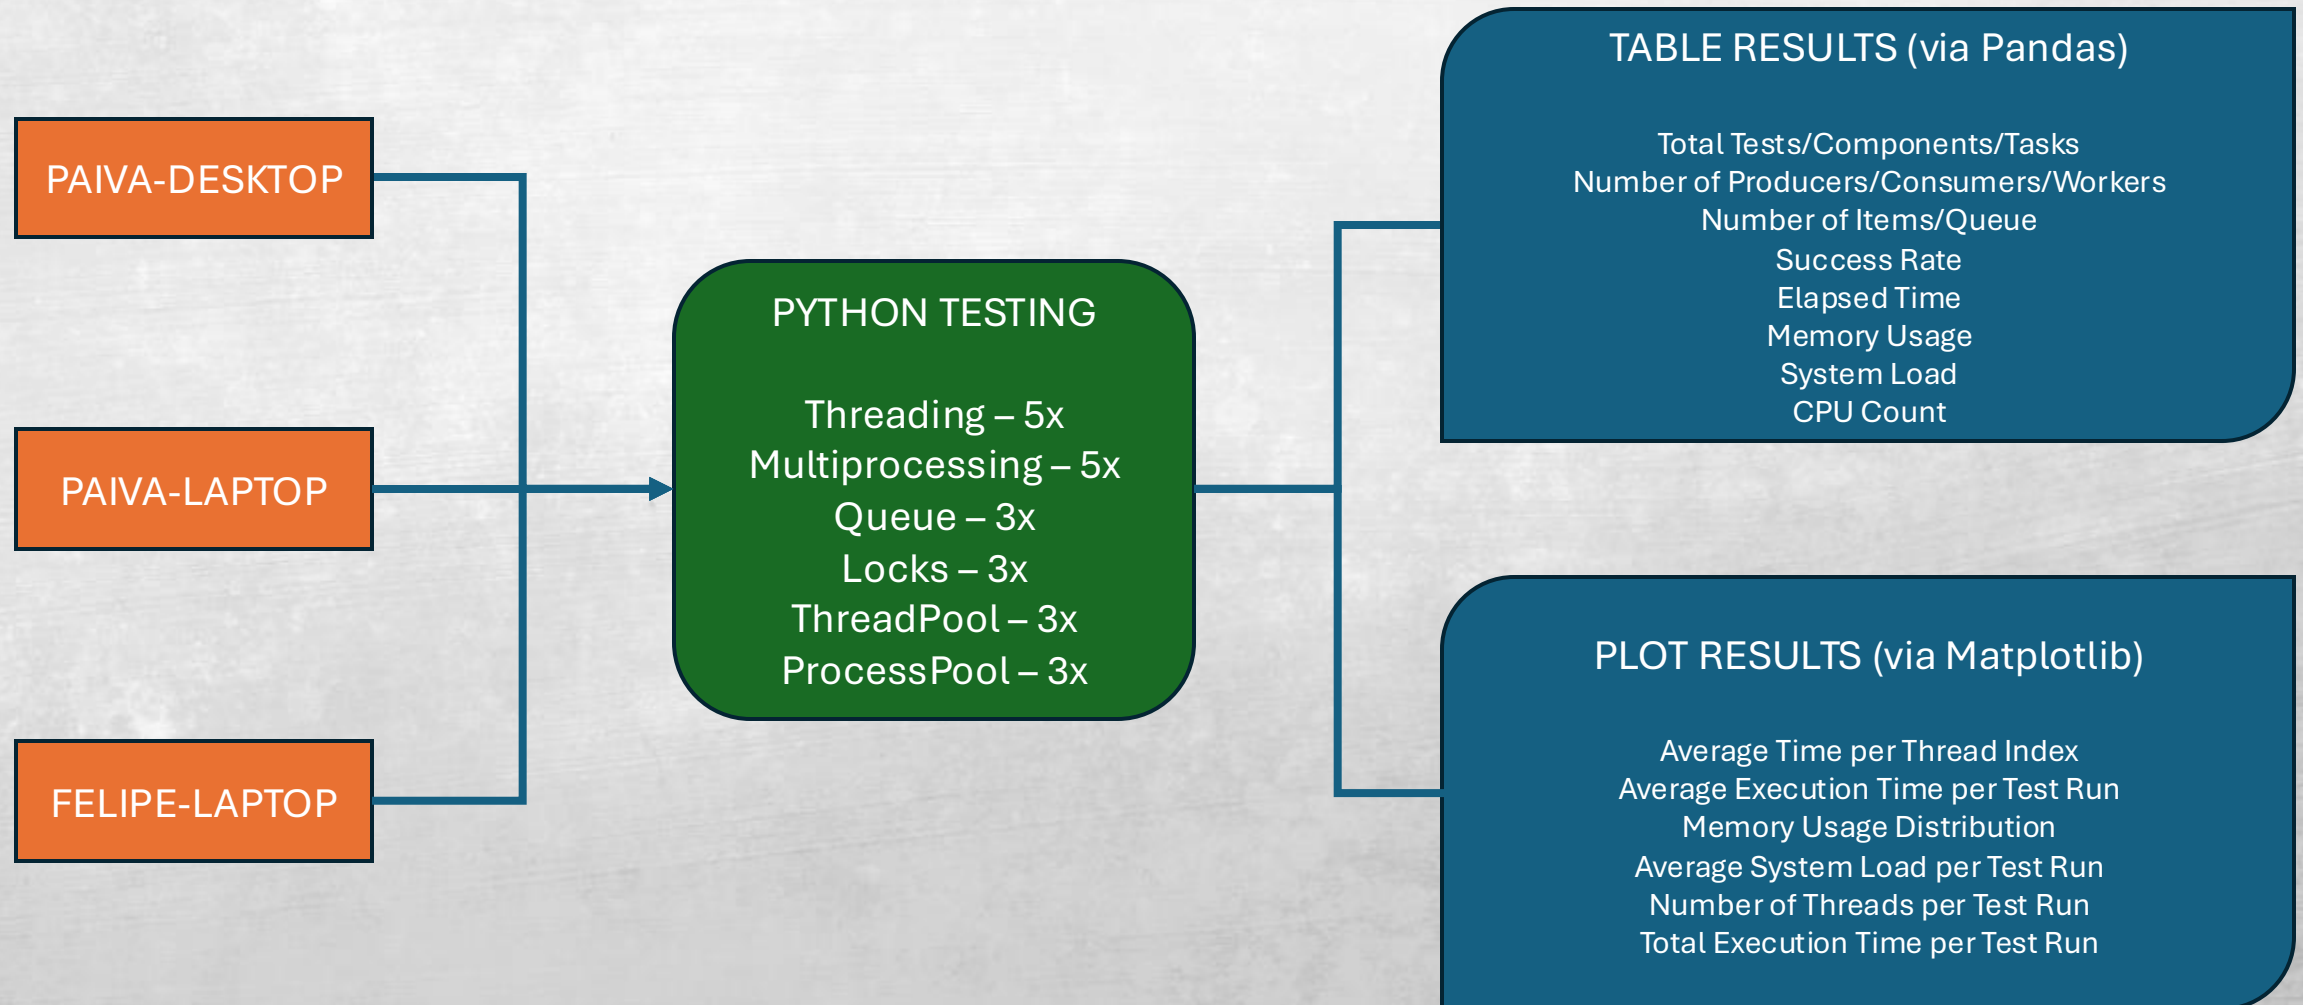 PAIVA-DESKTOP
PAIVA-LAPTOP
FELIPE-LAPTOP
PYTHON TESTING
Threading – 5x
Multiprocessing – 5x
Queue – 3x
Locks – 3x
ThreadPool – 3x
ProcessPool – 3x
TABLE RESULTS (via Pandas)
Total Tests/Components/Tasks
Number of Producers/Consumers/Workers
Number of Items/Queue
Success Rate
Elapsed Time
Memory Usage
System Load
CPU Count
PLOT RESULTS (via Matplotlib)
Average Time per Thread Index
Average Execution Time per Test Run
Memory Usage Distribution
Average System Load per Test Run
Number of Threads per Test Run
Total Execution Time per Test Run